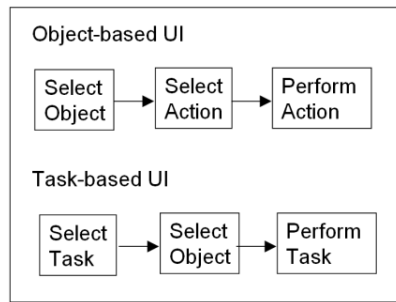 Object-based UI
Select
Object
Select
Action
Perform
Action
Task-based UI
Select
Task
Select
Object
Perform
Task